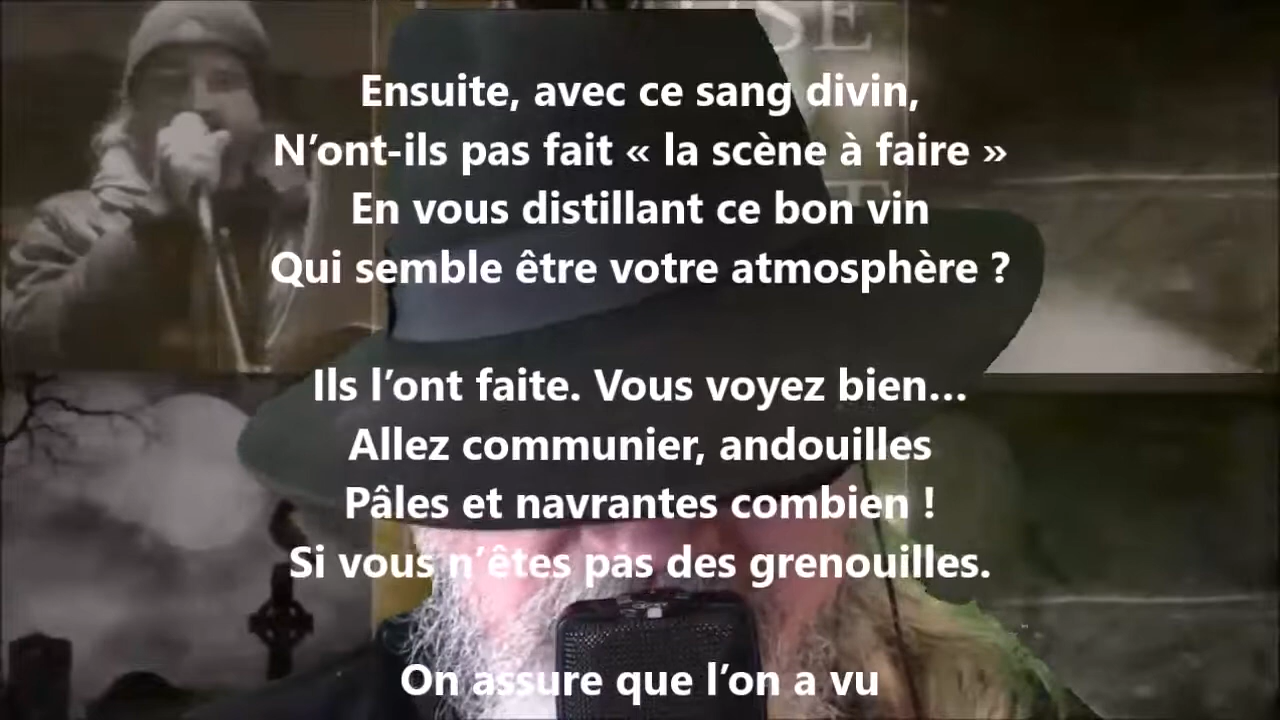 SE
T
Ensuite, avec ce sang divin,
N’ont-ils pas fait « la scène à faire »
En vous distillant ce bon vin
Qui semble être votre atmosphère ?
Ils l’ont faite. Vous voyez bien…
Allez communier, andouilles
Pâles et navrantes combien !
Si vous n’êtes pas des grenouilles.
On assure que l’on a vu